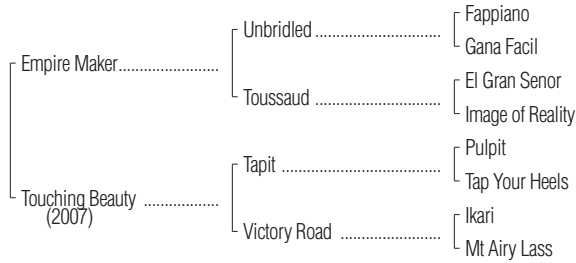 Fappiano
Unbridled
Gana Facil
Empire Maker
El Gran Senor
Toussaud
Image of Reality
Pulpit
Tapit
Tap Your Heels
Touching Beauty
(2007)
Ikari
Victory Road
Mt Airy Lass